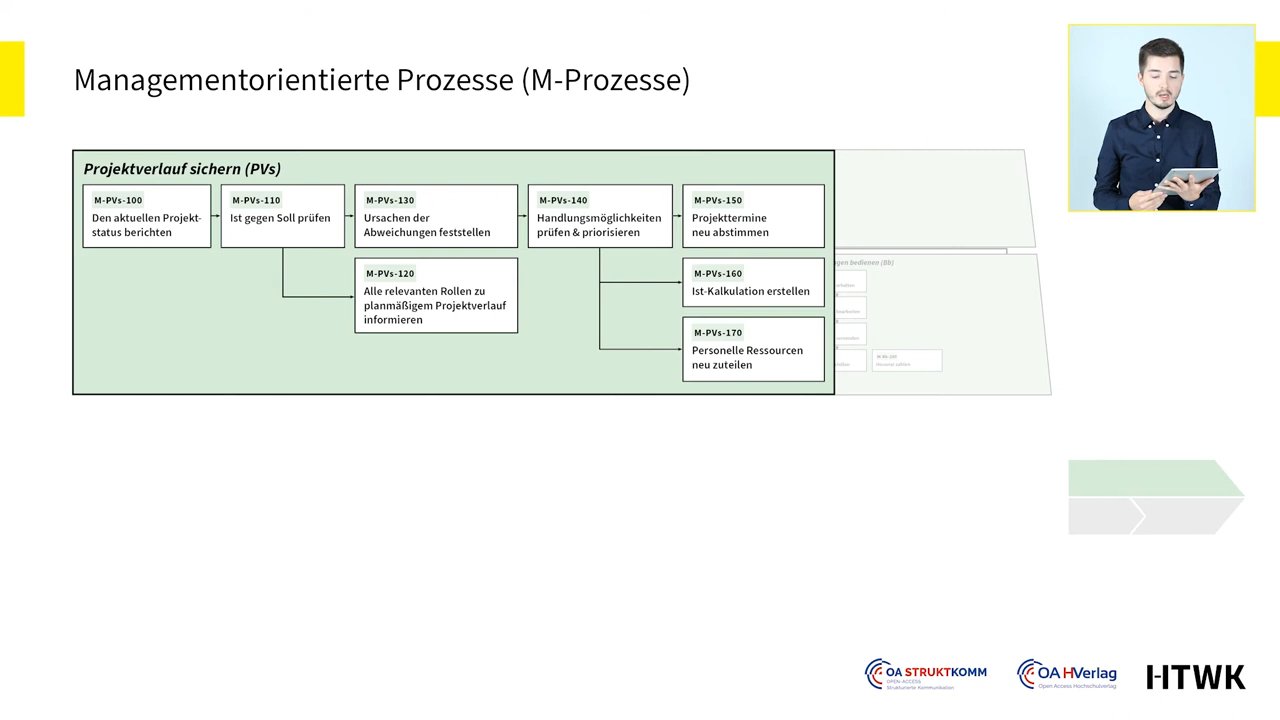 Managementorientierte Prozesse (M-Prozesse)
Projektverlauf sichern (PVs)
M-PVs-100
Den aktuellen Projekt-
status berichten
M-PVs-110
Ist gegen Soll prüfen
M-PVs-130
Ursachen der
Abweichungen feststellen
M-PVs-140
Handlungsmöglichkeiten
prüfen & priorisieren
M-PVs-150
Projekttermine
neu abstimmen
M-PVs-120
Alle relevanten Rollen zu
planmäßigem Projektverlauf
informieren
M-PVs-160
Ist-Kalkulation erstellen
M-PVs-170
Personelle Ressourcen
neu zuteilen
bedienen (Bb)
OA STRUKTKOMM
OPEN-ACCESS
Strukturierte Kommunikation
OA HVerlag
Open Access Hochschulverlag
HTWK